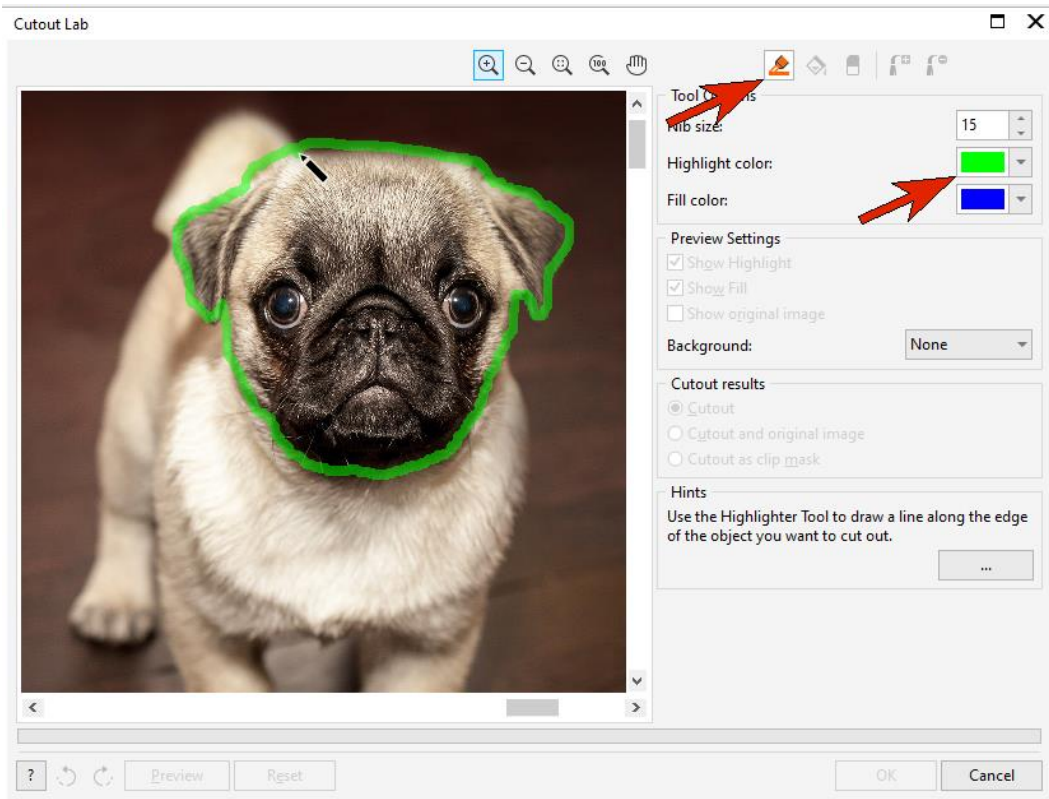 Cutout Lab
100
Tool O
Nib size:
15
Highlight color:
Fill color:
Preview Settings
Show Highlight
Show Fill
Show original image
Background:
None
Cutout results
Cutout
Cutout and original image
Cutout as clip mask
Hints
Use the Highlighter Tool to draw a line along the edge
of the object you want to cut out.
...
?
Preview
Reset
OK
Cancel